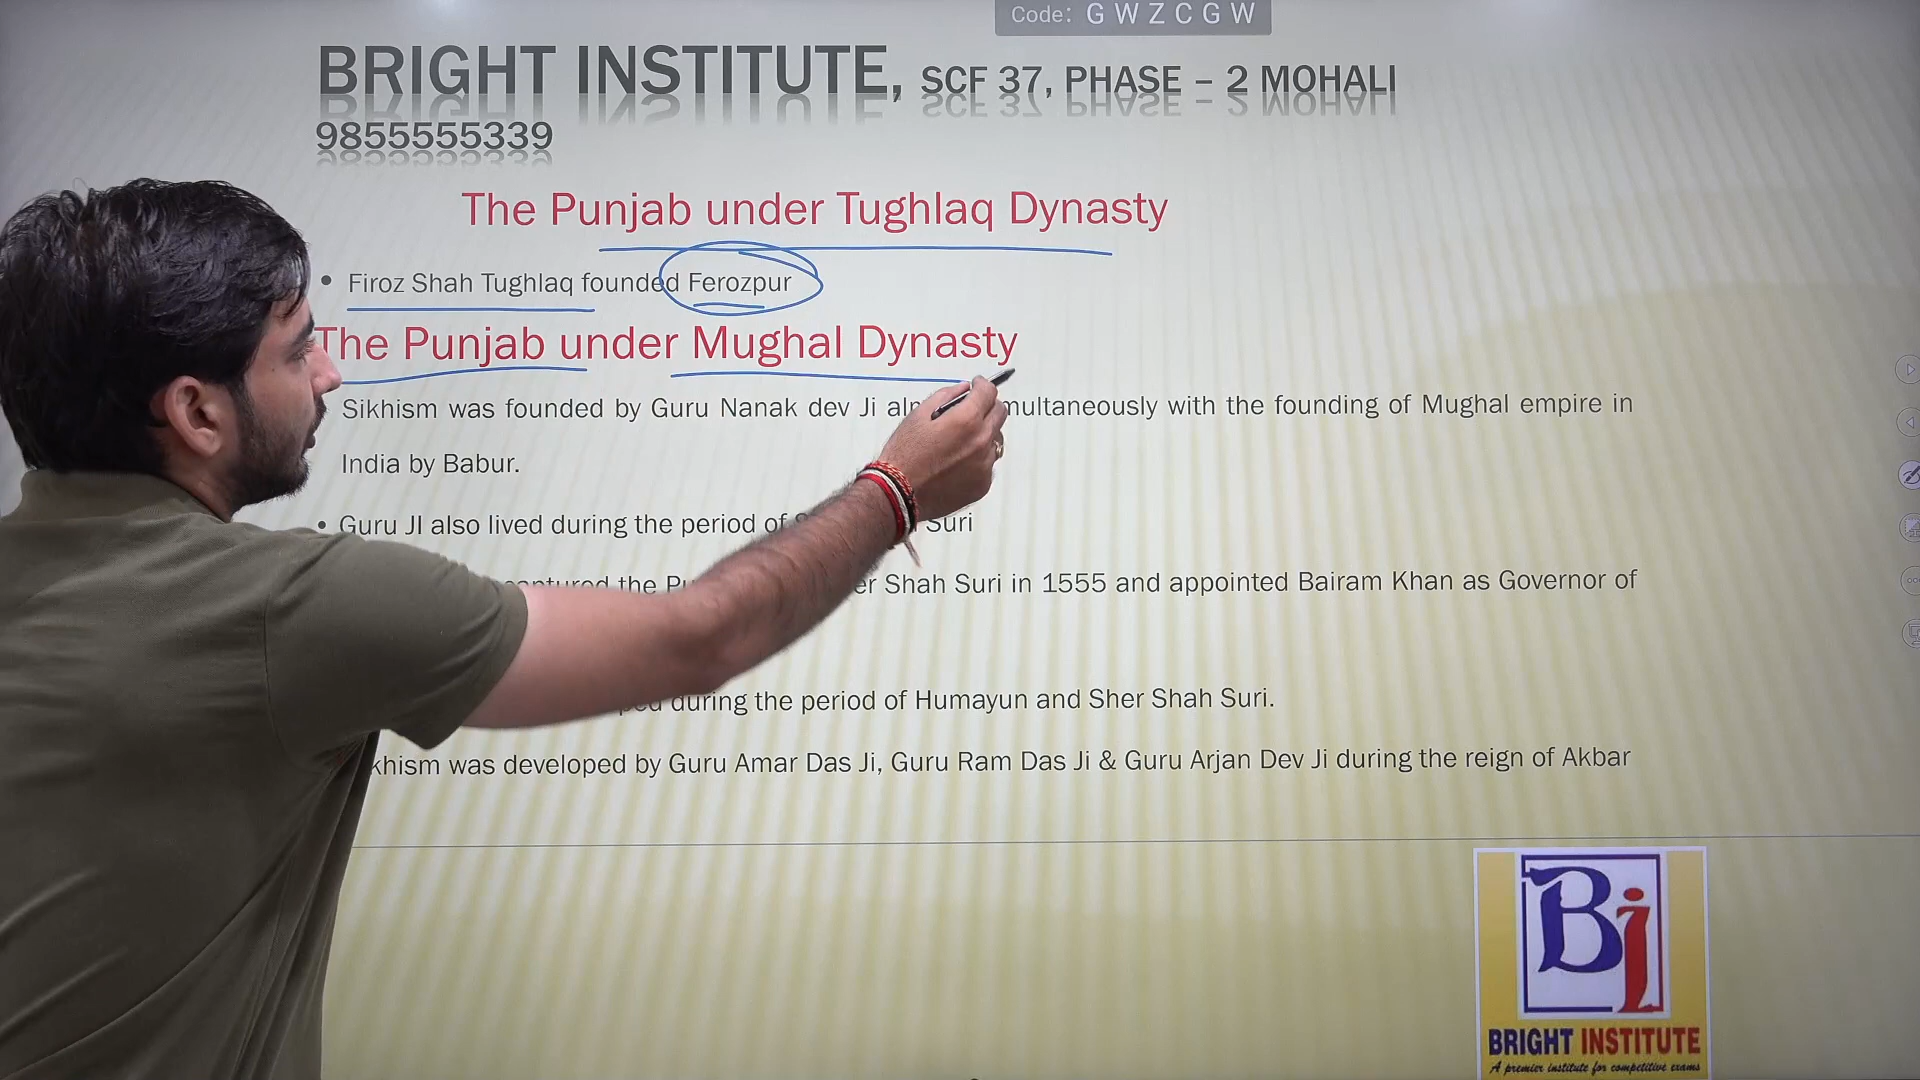 Code: G W Z C G W
BRIGHT INSTITUTE, SCF 37, PHASE – 2 MOHALI
9855555339
The Punjab under Tughlaq Dynasty
• Firoz Shah Tughlaq founded Ferozpur
The Punjab under Mughal Dynasty
Sikhism was founded by Guru Nanak dev Ji with the founding of Mughal empire in
India by Babur.
• Guru JI also lived during the period of Suri
the Shah Suri in 1555 and appointed Bairam Khan as Governor of
during the period of Humayun and Sher Shah Suri.
was developed by Guru Amar Das Ji, Guru Ram Das Ji & Guru Arjan Dev Ji during the reign of Akbar
Bi
BRIGHT INSTITUTE
A premier institute for competitive exams